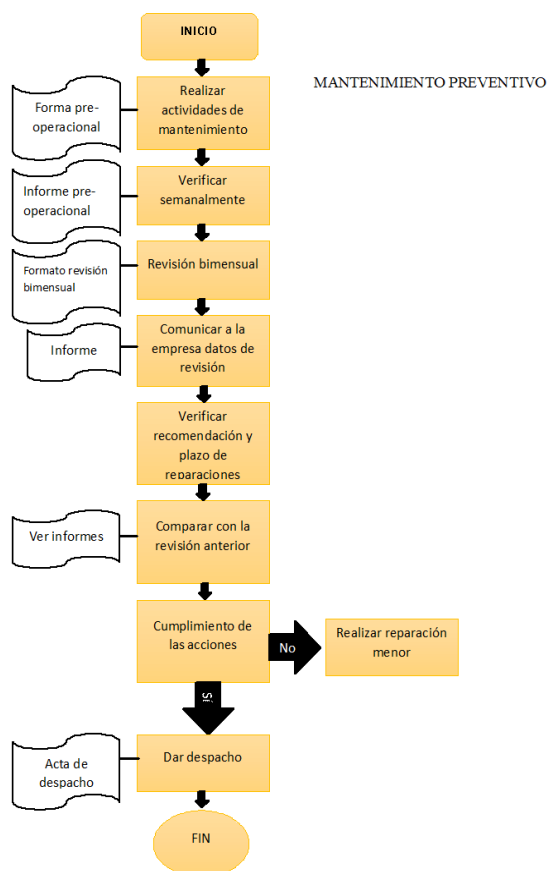 INICIO
MANTENIMIENTO PREVENTIVO
Forma pre-
operacional
Realizar
actividades de
mantenimiento
Informe pre-
operacional
Verificar
semanalmente
Formato revisión
bimensual
Revisión bimensual
Informe
Comunicar a la
empresa datos de
revisión
Verificar
recomendación y
plazo de
reparaciones
Ver informes
Comparar con la
revisión anterior
Cumplimiento de
las acciones
No
Realizar reparación
menor
Sí
Acta de
despacho
Dar despacho
FIN